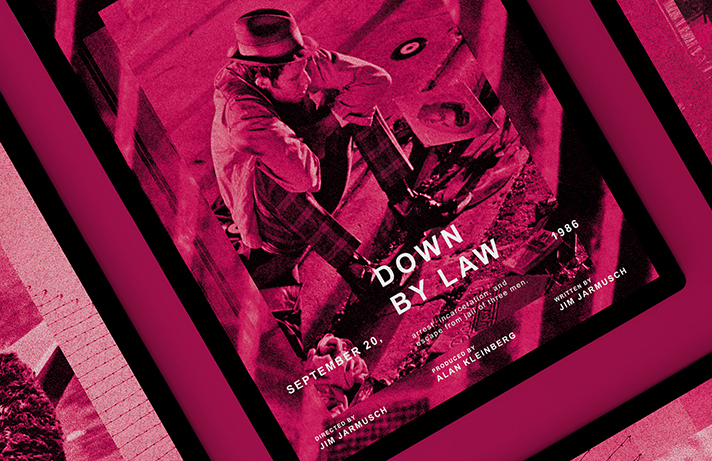 DOWN
BY LAW
1986
arrest, incarcetation, and
escape from jail of three men.
SEPTEMBER 20,
WRITTEN BY
JIM JARMUSCH
PRODUCED BY
ALAN KLEINBERG
DIRECTED BY
JIM JARMUSCH